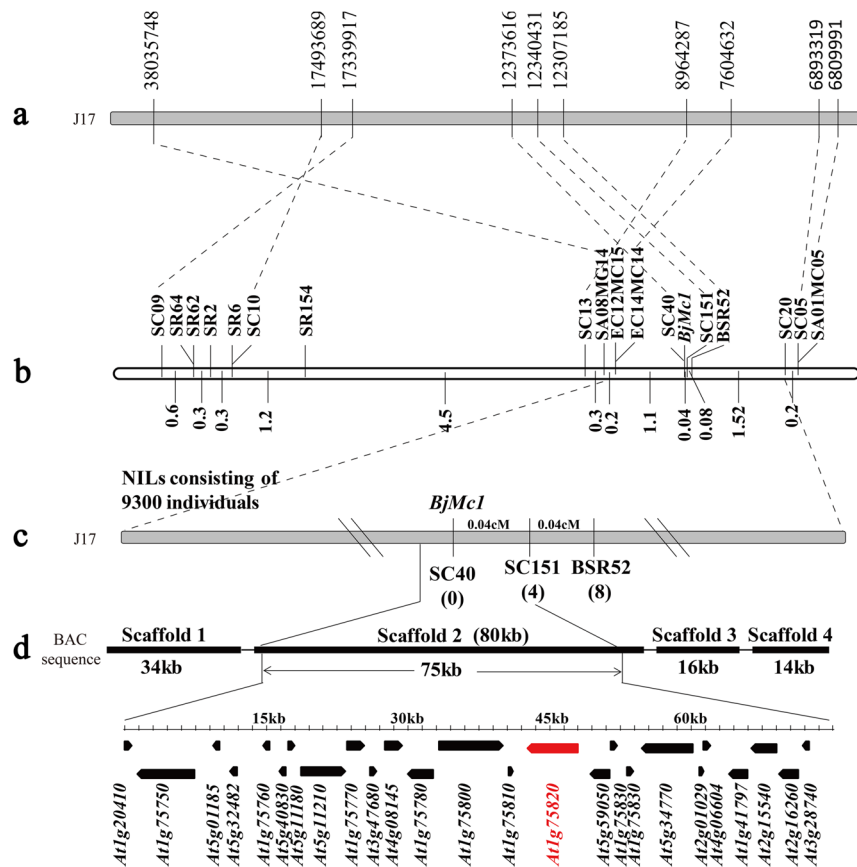 38035748 17493689 17339917 12373616 12340431 12307185 8964287 7604632 6893319 6809991
a J17
SC09 SR64 SR62 SR2 SR6 SC10 SR154 SC13 SA08MG14 EC12MC15 EC14MC14 SC40 BjMc1 SC151 BSR52 SC20 SC05 SA01MC05
b
0.6 0.3 0.3 1.2 4.5 0.3 0.2 1.1 0.04 0.08 1.52 0.2
NILs consisting of
9300 individuals
BjMc1
0.04cM 0.04cM
c J17
SC40 SC151 BSR52
(0) (4) (8)
Scaffold 1 Scaffold 2 (80kb) Scaffold 3 Scaffold 4
d BAC
sequence
34kb 75kb 16kb 14kb
15kb 30kb 45kb 60kb
At1g20410 At1g75750 At5g01185 At5g32482 At1g75760 At5g40830 At5g11180 At5g11210 At1g75770 At3g47680 At4g08145 At1g75780 At1g75800 At1g75810 At1g75820 At5g59050 At1g75830 At1g75830 At5g34770 At2g01029 At4g06604 At1g41797 At2g15540 At2g16260 At3g28740